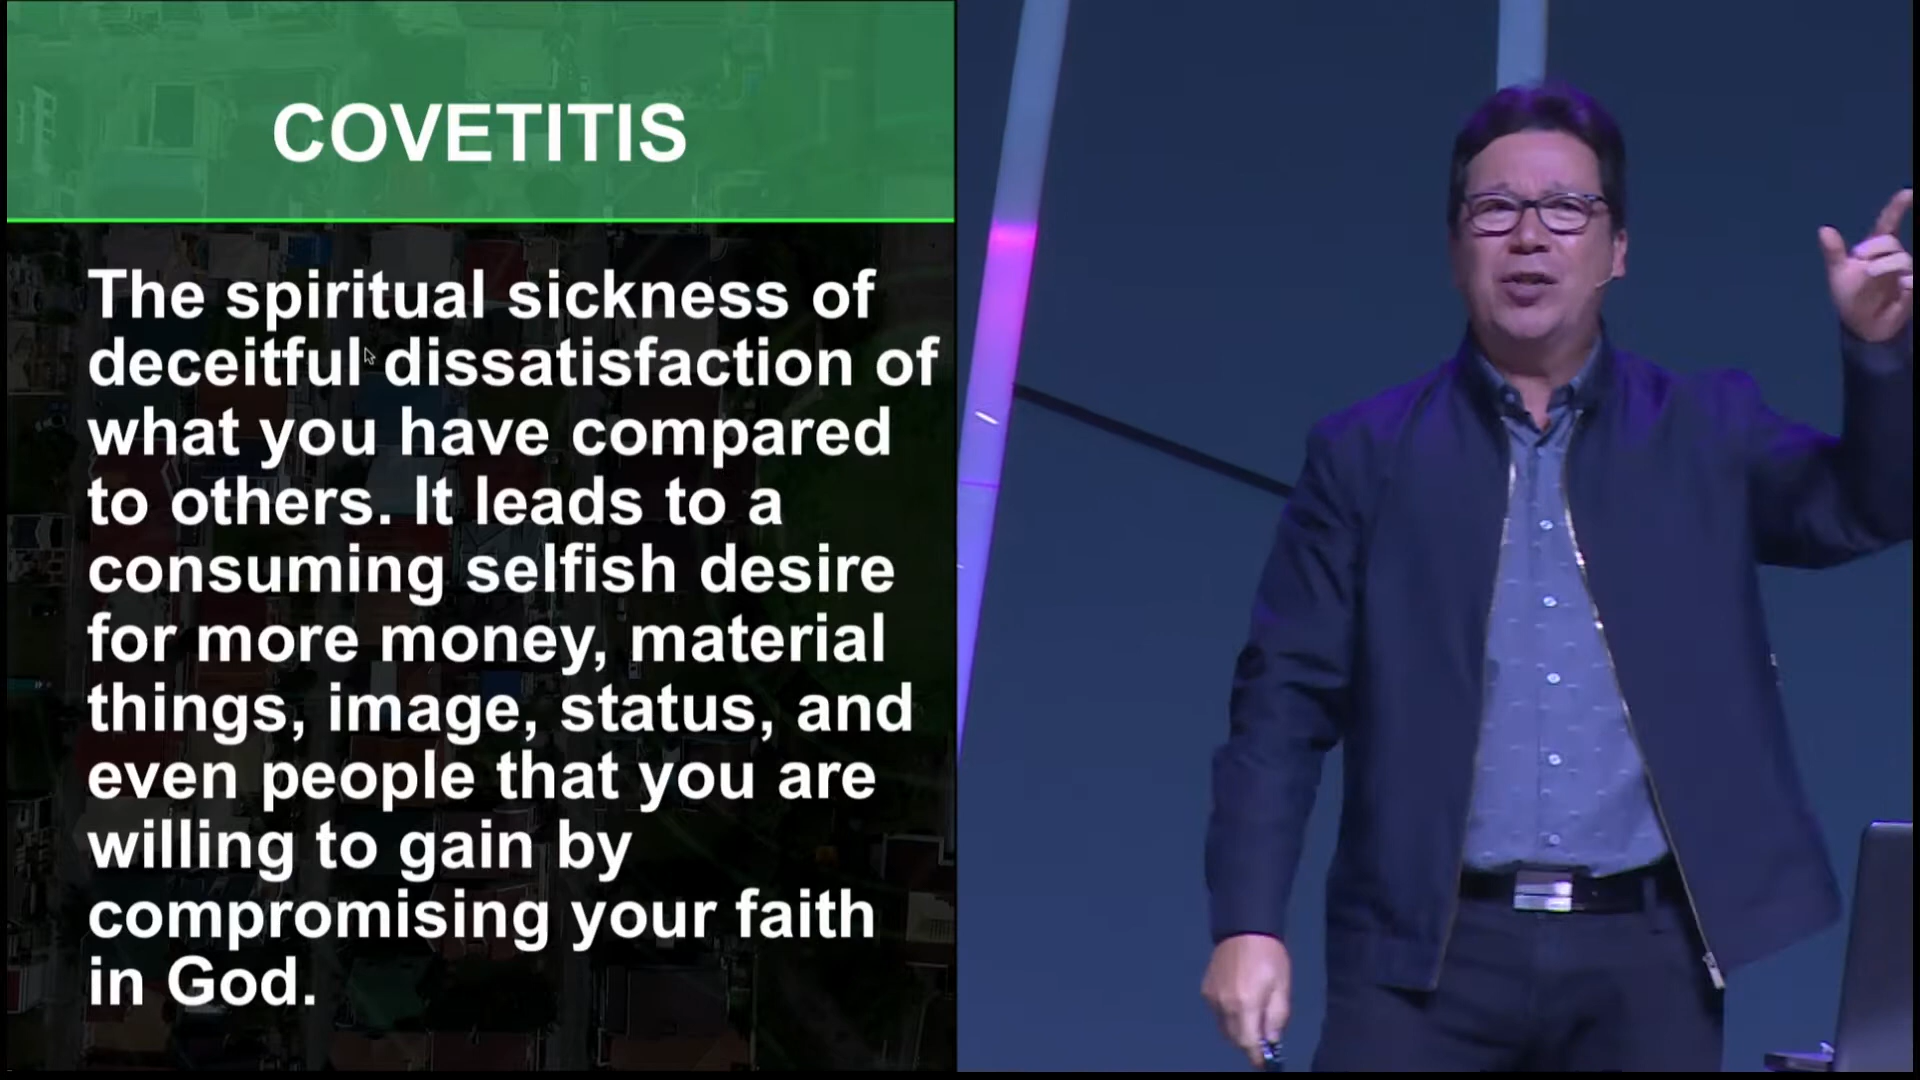 COVETITIS
The spiritual sickness of
deceitful dissatisfaction of
what you have compared
to others. It leads to a
consuming selfish desire
for more money, material
things, image, status, and
even people that you are
willing to gain by
compromising your faith
in God.